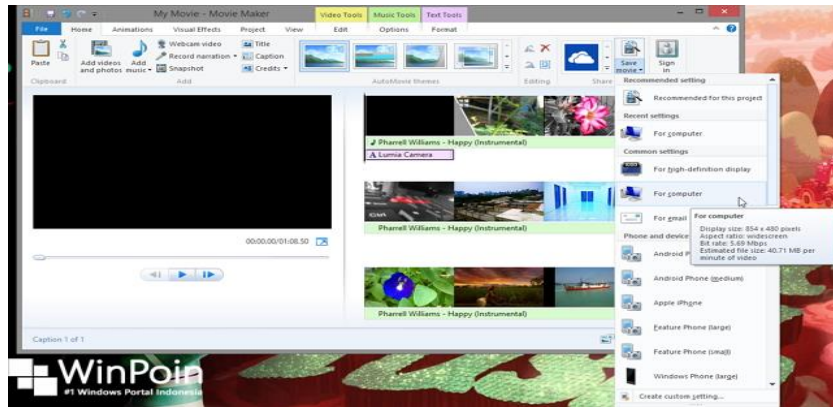 My Movie - Movie Maker
Video Tools
Music Tools
Text Tools
File
Home
Animations
Visual Effects
Project
View
Edit
Options
Format
Paste
Add videos
and photos
Add
music
Webcam video
Record narration
Snapshot
Title
Caption
Credits
Save
movie
Sign
in
Clipboard
Add
AutoMovie themes
Editing
Share
Recommended setting
Recommended for this project
Recent settings
For computer
Common settings
For high-definition display
For computer
For email
For computer
Display size: 854 x 480 pixels
Aspect ratio: widescreen
Bit rate: 5.69 Mbps
Estimated file size: 40.71 MB per
minute of video
Phone and device
Android P
Android Phone (medium)
Apple iPhone
Feature Phone (large)
Feature Phone (small)
Windows Phone (large)
Create custom setting...
Pharrell Williams - Happy (Instrumental)
A Lumia Camera
Pharrell Williams - Happy (Instrumental)
Pharrell Williams - Happy (Instrumental)
00:00.00/01:08.50
Caption 1 of 1
WinPoin
#1 Windows Portal Indonesia